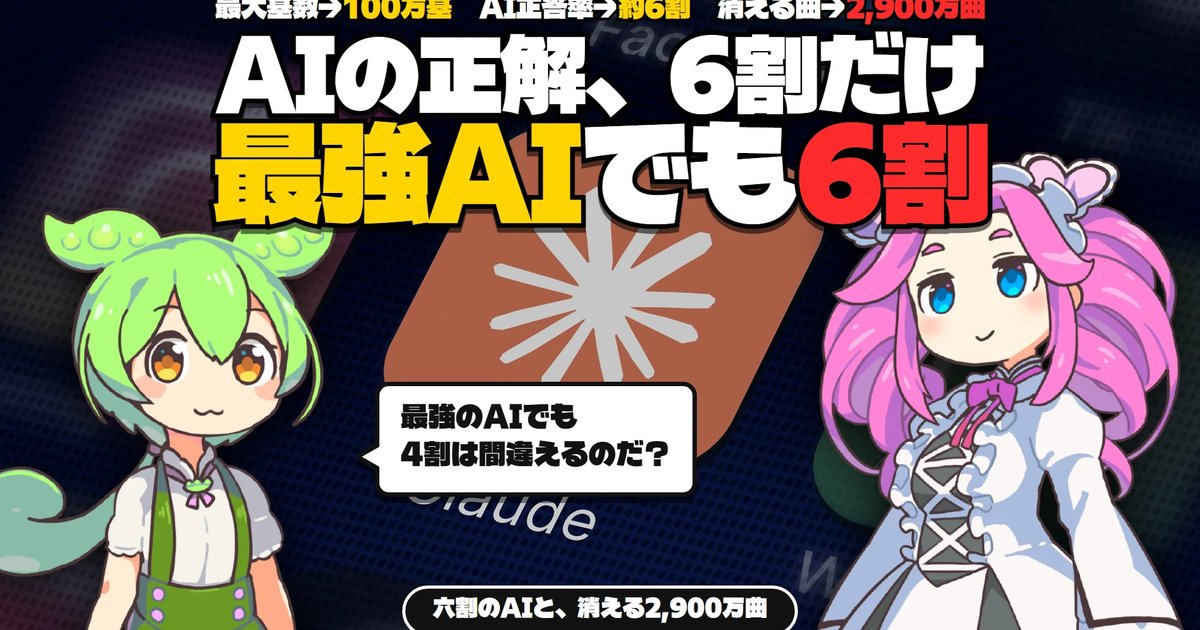 最大基数→100万基 AI正答率→約6割 消える曲→2,900万曲
AIの正解、6割だけ
最強AIでも6割
最強のAIでも
4割は間違えるのだ？
Claude
六割のAIと、消える2,900万曲